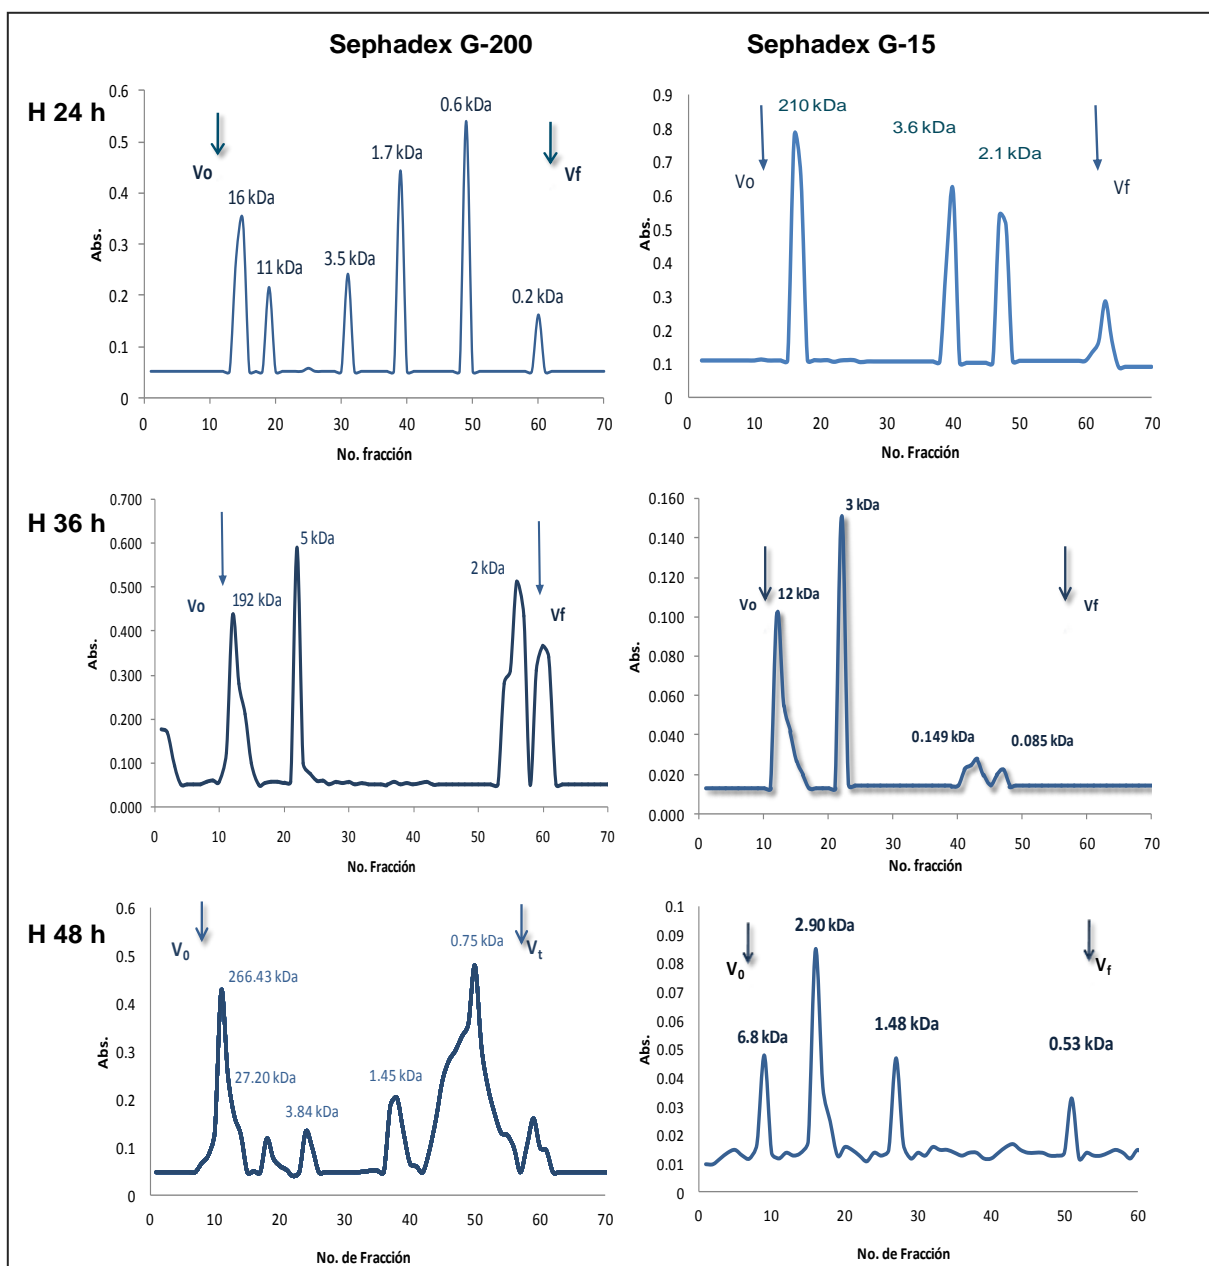 Sephadex G-200
Sephadex G-15
H 24 h
0.6
0.5
0.4
0.3
0.2
0.1
0
Abs.
Vo
16 kDa
11 kDa
3.5 kDa
1.7 kDa
0.6 kDa
0.2 kDa
Vf
0 10 20 30 40 50 60 70
No. fracción
0.9
0.8
0.7
0.6
0.5
0.4
0.3
0.2
0.1
0
Abs.
Vo
210 kDa
3.6 kDa
2.1 kDa
Vf
0 10 20 30 40 50 60 70
No. Fracción
H 36 h
0.700
0.600
0.500
0.400
0.300
0.200
0.100
0.000
Abs.
Vo
192 kDa
5 kDa
2 kDa
Vf
0 10 20 30 40 50 60 70
No. Fracción
0.160
0.140
0.120
0.100
0.080
0.060
0.040
0.020
0.000
Abs.
Vo
12 kDa
3 kDa
0.149 kDa
0.085 kDa
Vf
0 10 20 30 40 50 60 70
No. fracción
H 48 h
0.6
0.5
0.4
0.3
0.2
0.1
0
Abs.
V0
266.43 kDa
27.20 kDa
3.84 kDa
1.45 kDa
0.75 kDa
Vt
0 10 20 30 40 50 60 70
No. de Fracción
0.1
0.09
0.08
0.07
0.06
0.05
0.04
0.03
0.02
0.01
0
Abs.
V0
6.8 kDa
2.90 kDa
1.48 kDa
0.53 kDa
Vf
0 10 20 30 40 50 60
No. de Fracción